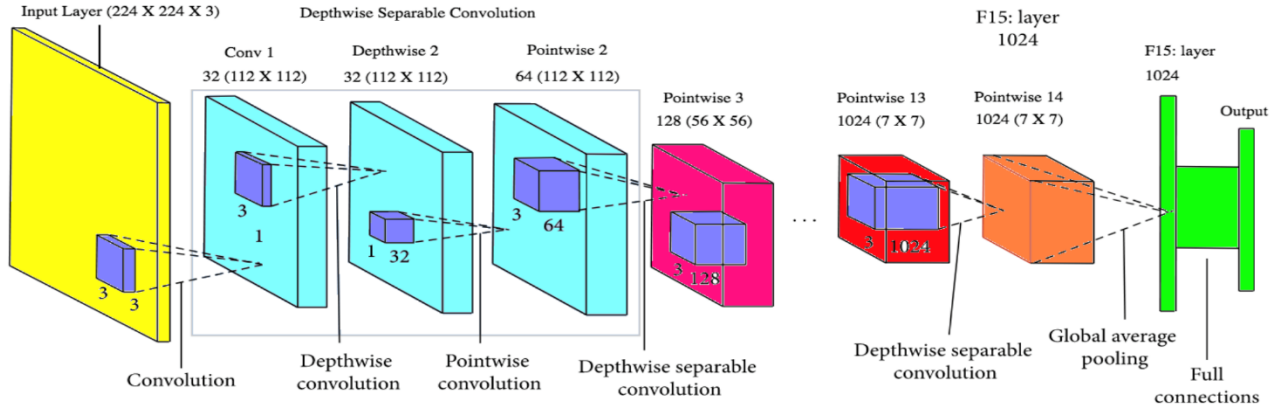 Input Layer (224 X 224 X 3)
Depthwise Separable Convolution
F15: layer
1024
Conv 1
32 (112 X 112)
Depthwise 2
32 (112 X 112)
Pointwise 2
64 (112 X 112)
Pointwise 3
128 (56 X 56)
Pointwise 13
1024 (7 X 7)
Pointwise 14
1024 (7 X 7)
F15: layer
1024
Output
3
3
3
1
1
32
3
64
3
128
...
3
1024
Convolution
Depthwise
convolution
Pointwise
convolution
Depthwise separable
convolution
Depthwise separable
convolution
Global average
pooling
Full
connections